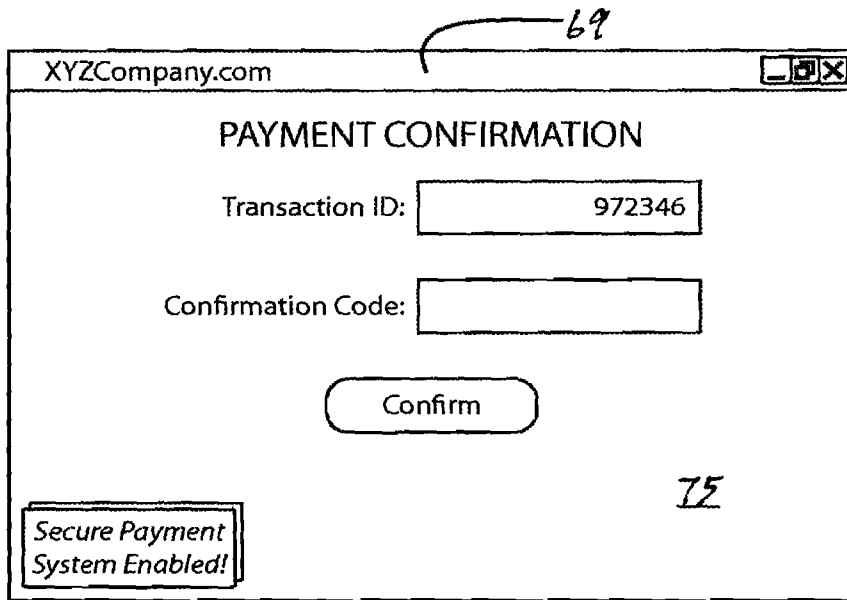 69
XYZCompany.com
PAYMENT CONFIRMATION
Transaction ID: 972346
Confirmation Code:
Confirm
75
Secure Payment
System Enabled!